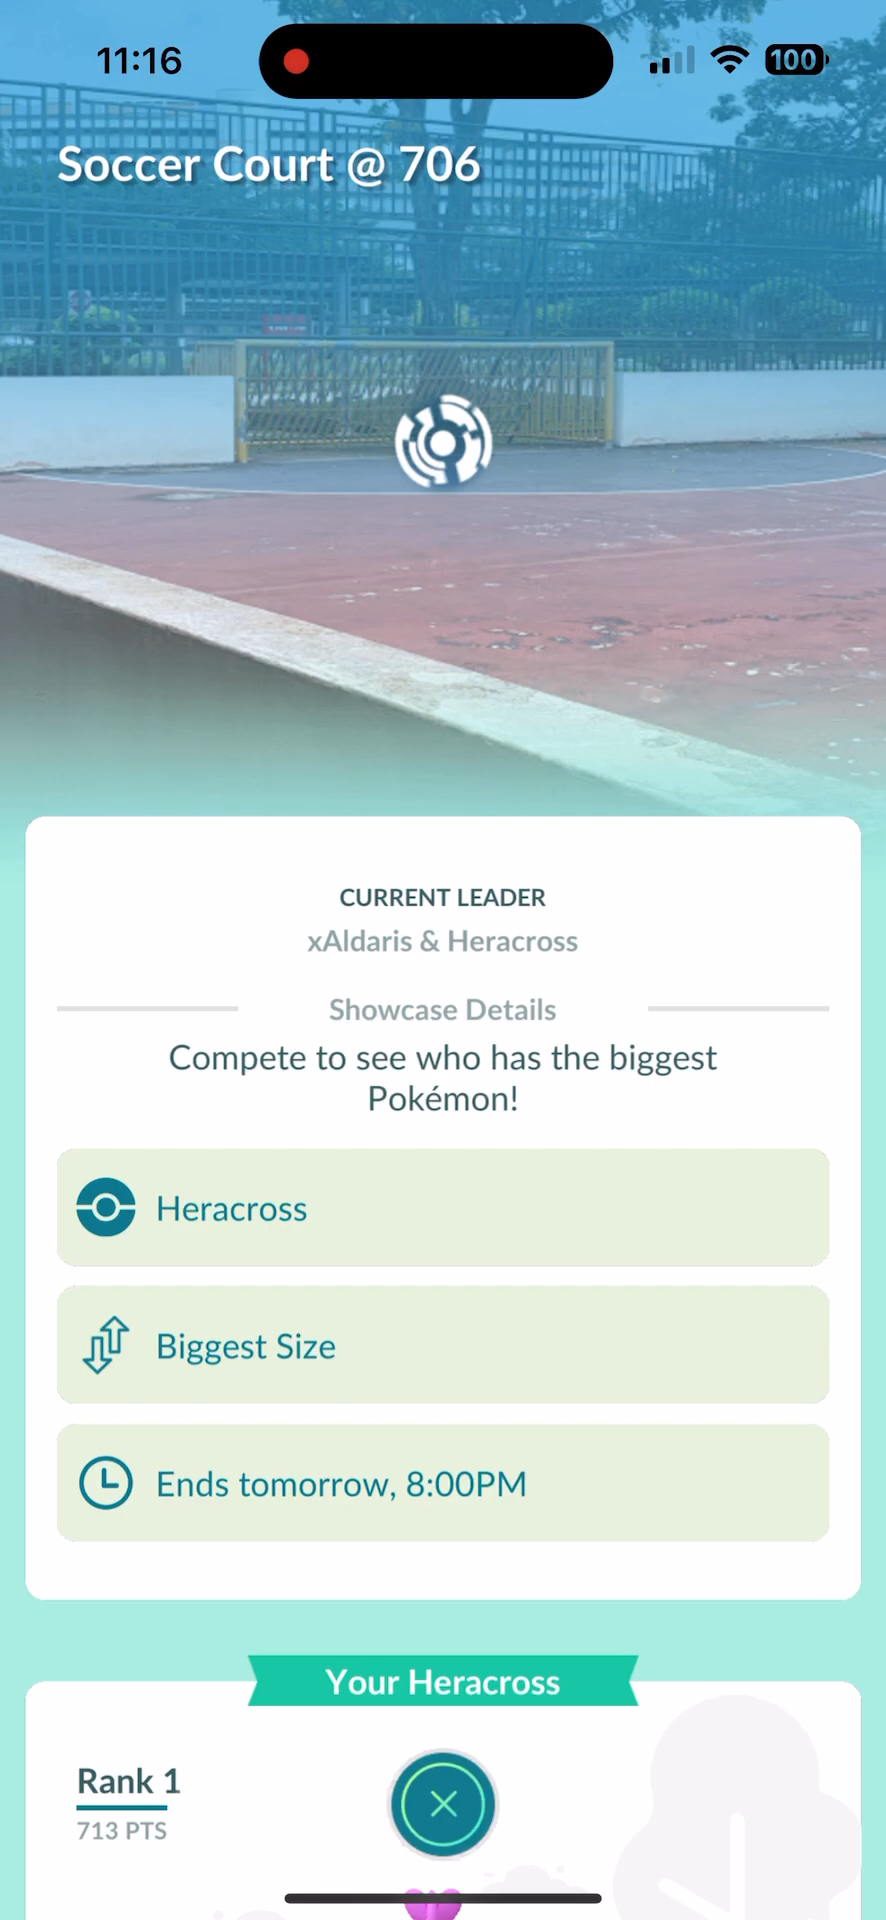 11:16
100
Soccer Court @ 706
CURRENT LEADER
xAldaris & Heracross
Showcase Details
Compete to see who has the biggest
Pokémon!
Heracross
Biggest Size
Ends tomorrow, 8:00PM
Your Heracross
Rank 1
713 PTS